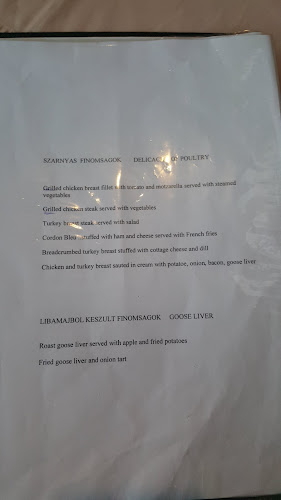 SZARNYAS FINOMSAGOK DELICAC OF POULTRY
Grilled chicken breast fillet with tomato and mozzarella served with steamed
vegetables
Grilled chicken steak served with vegetables
Turkey breast steak served with salad
Cordon Bleu stuffed with ham and cheese served with French fries
Breadcrumbed turkey breast stuffed with cottage cheese and dill
Chicken and turkey breast sauted in cream with potatoe, onion, bacon, goose liver
LIBAMAJBOL KESZULT FINOMSAGOK GOOSE LIVER
Roast goose liver served with apple and fried potatoes
Fried goose liver and onion tart